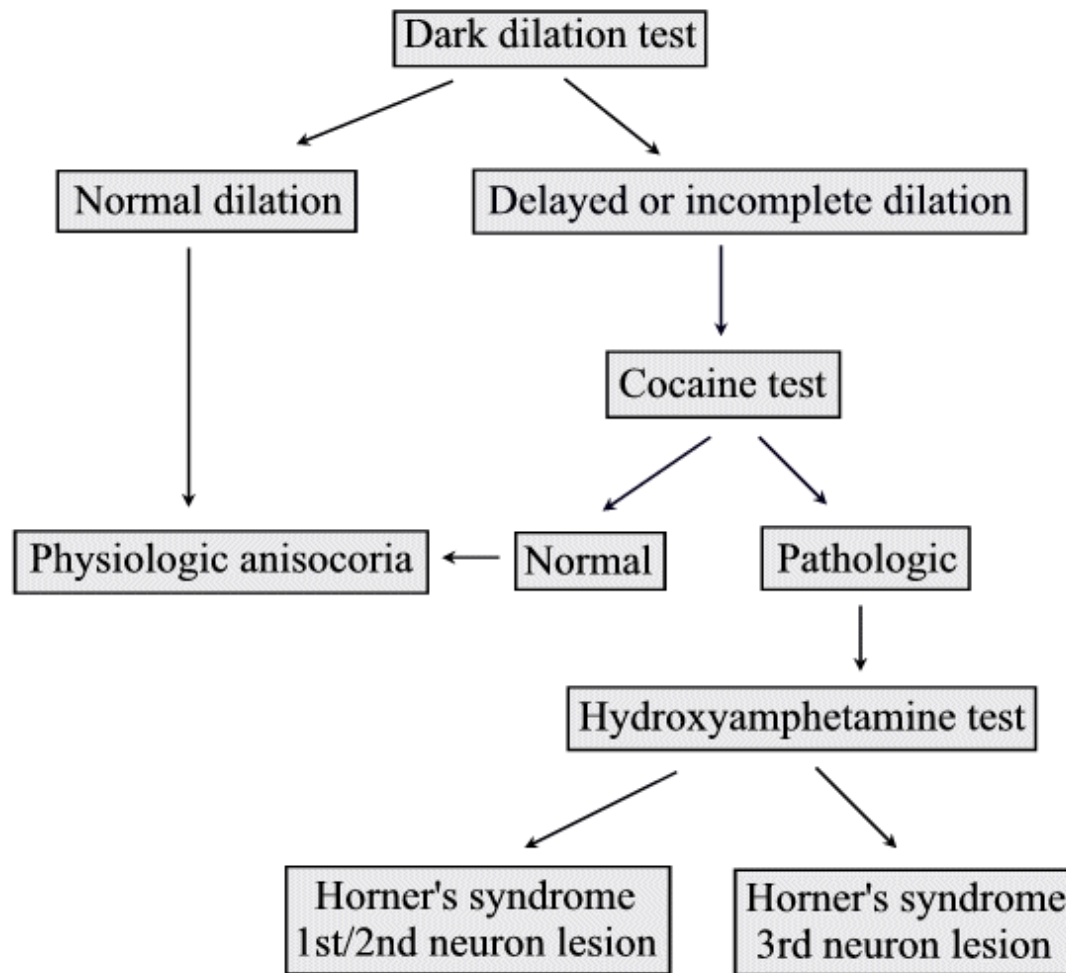 Dark dilation test
Normal dilation
Delayed or incomplete dilation
Cocaine test
Physiologic anisocoria
Normal
Pathologic
Hydroxyamphetamine test
Horner's syndrome
1st/2nd neuron lesion
Horner's syndrome
3rd neuron lesion